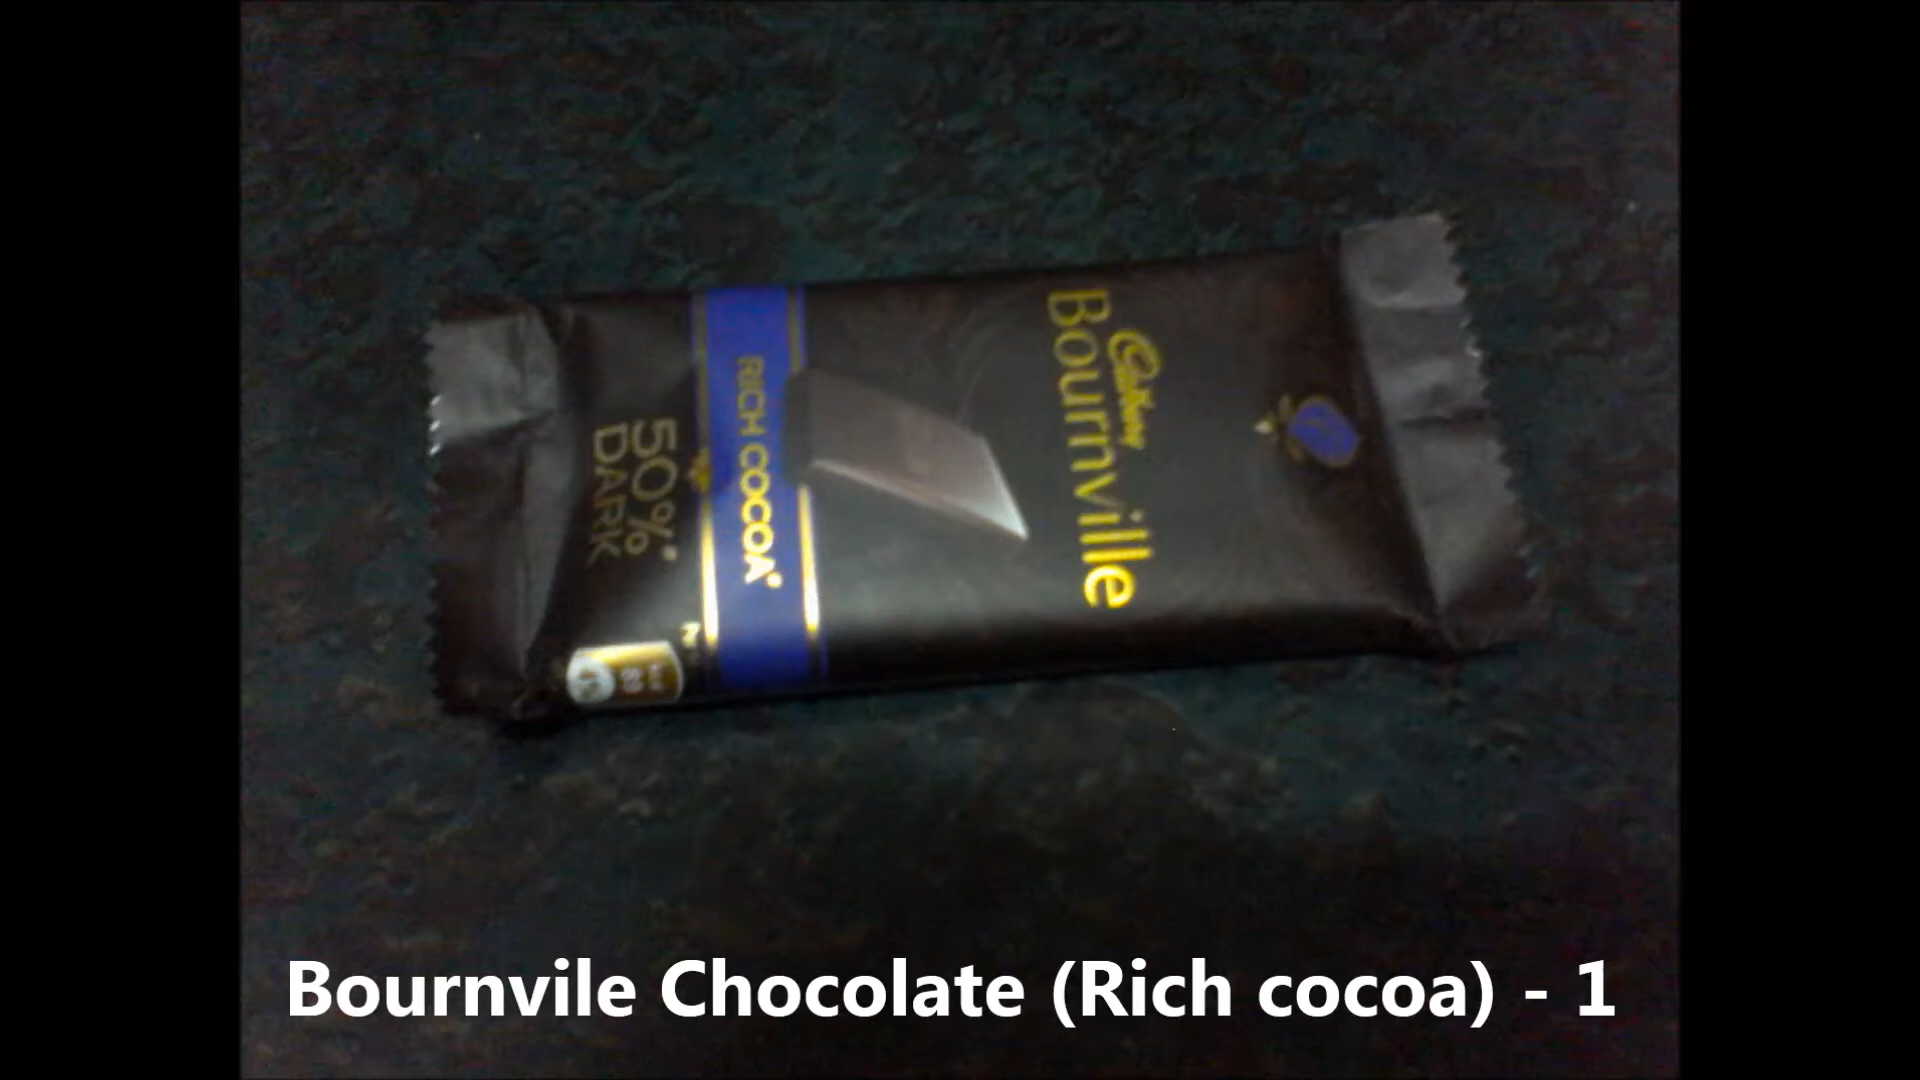 Cadbury
Bournville
RICH COCOA*
50%*
DARK
Bournvile Chocolate (Rich cocoa) - 1